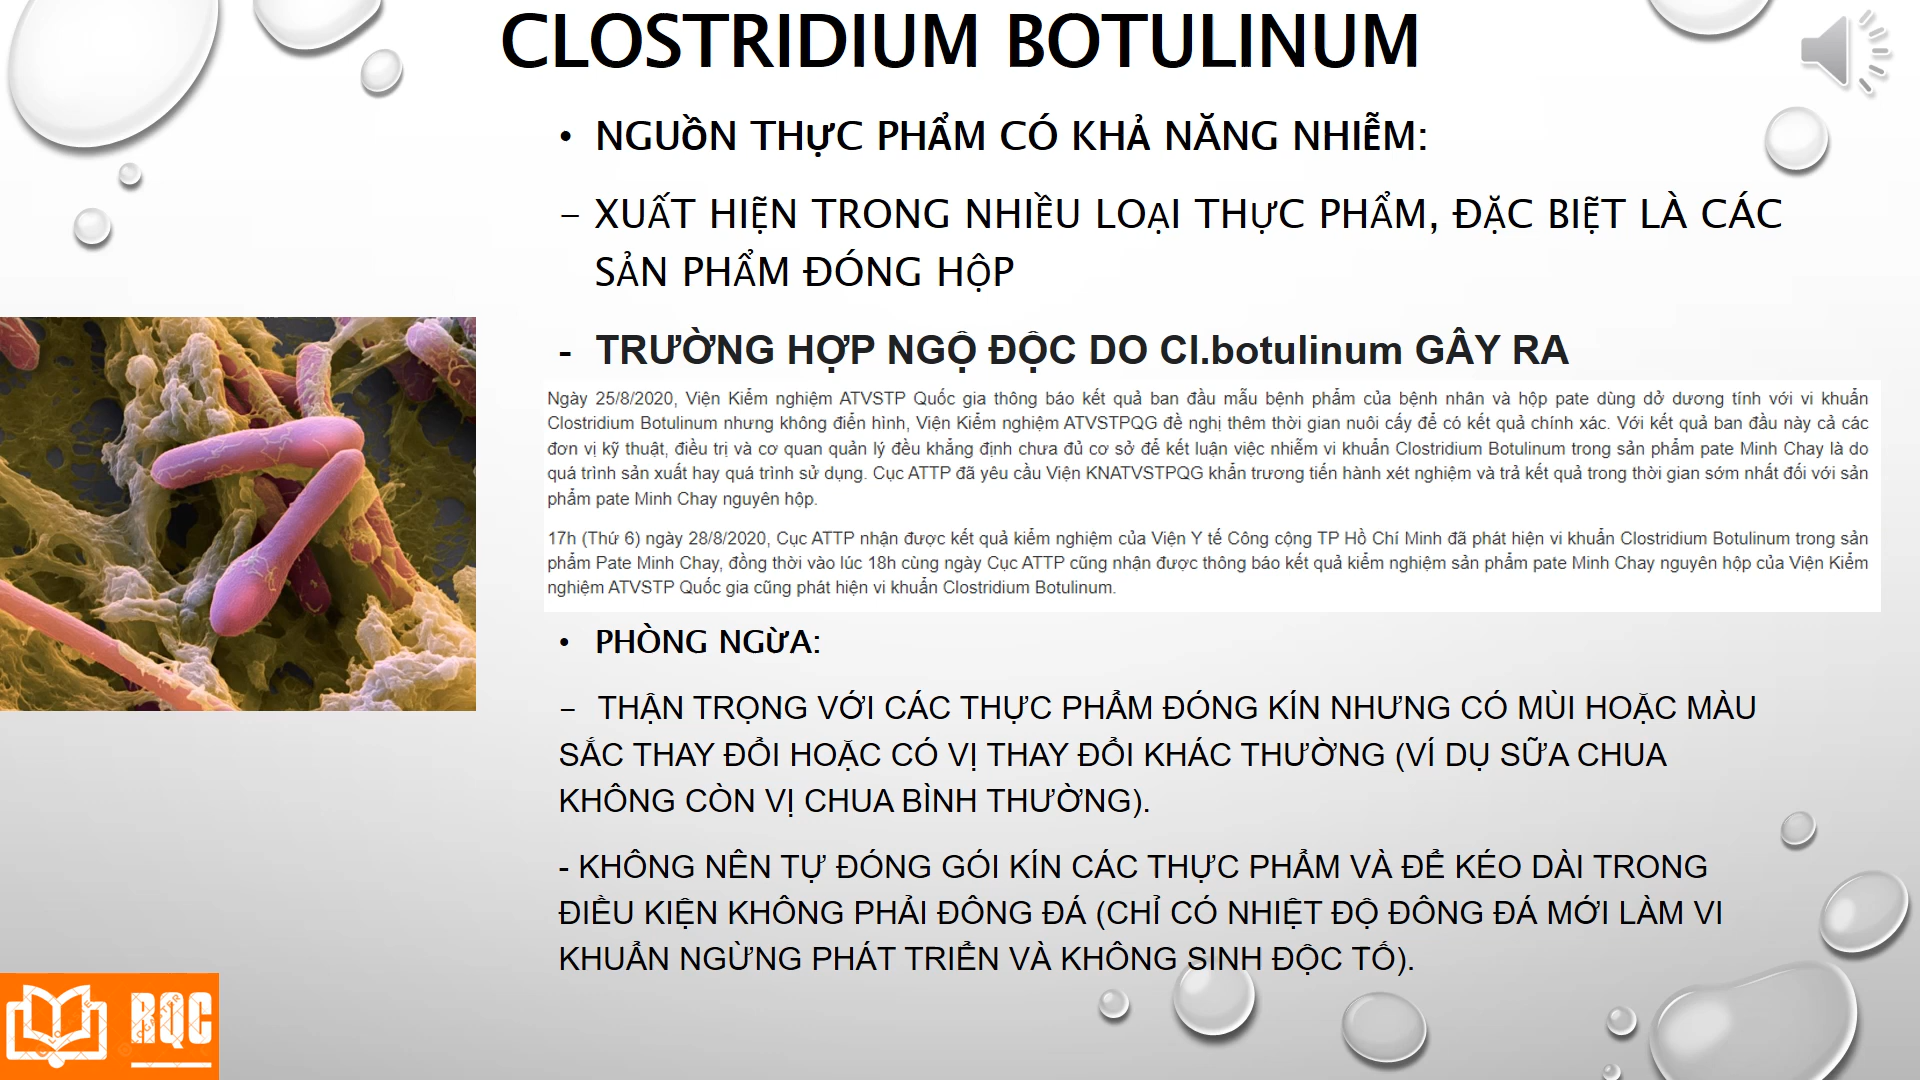 CLOSTRIDIUM BOTULINUM
• NGUỒN THỰC PHẨM CÓ KHẢ NĂNG NHIỄM:
– XUẤT HIỆN TRONG NHIỀU LOẠI THỰC PHẨM, ĐẶC BIỆT LÀ CÁC
SẢN PHẨM ĐÓNG HỘP
- TRƯỜNG HỢP NGỘ ĐỘC DO Cl.botulinum GÂY RA
Ngày 25/8/2020, Viện Kiểm nghiệm ATVSTP Quốc gia thông báo kết quả ban đầu mẫu bệnh phẩm của bệnh nhân và hộp pate dùng dở dương tính với vi khuẩn
Clostridium Botulinum nhưng không điển hình, Viện Kiểm nghiệm ATVSTPQG đề nghị thêm thời gian nuôi cấy để có kết quả chính xác. Với kết quả ban đầu này cả các
đơn vị kỹ thuật, điều trị và cơ quan quản lý đều khẳng định chưa đủ cơ sở để kết luận việc nhiễm vi khuẩn Clostridium Botulinum trong sản phẩm pate Minh Chay là do
quá trình sản xuất hay quá trình sử dụng. Cục ATTP đã yêu cầu Viện KNATVSTPQG khẩn trương tiến hành xét nghiệm và trả kết quả trong thời gian sớm nhất đối với sản
phẩm pate Minh Chay nguyên hộp.
17h (Thứ 6) ngày 28/8/2020, Cục ATTP nhận được kết quả kiểm nghiệm của Viện Y tế Công cộng TP Hồ Chí Minh đã phát hiện vi khuẩn Clostridium Botulinum trong sản
phẩm Pate Minh Chay, đồng thời vào lúc 18h cùng ngày Cục ATTP cũng nhận được thông báo kết quả kiểm nghiệm sản phẩm pate Minh Chay nguyên hộp của Viện Kiểm
nghiệm ATVSTP Quốc gia cũng phát hiện vi khuẩn Clostridium Botulinum.
• PHÒNG NGỪA:
– THẬN TRỌNG VỚI CÁC THỰC PHẨM ĐÓNG KÍN NHƯNG CÓ MÙI HOẶC MÀU
SẮC THAY ĐỔI HOẶC CÓ VỊ THAY ĐỔI KHÁC THƯỜNG (VÍ DỤ SỮA CHUA
KHÔNG CÒN VỊ CHUA BÌNH THƯỜNG).
- KHÔNG NÊN TỰ ĐÓNG GÓI KÍN CÁC THỰC PHẨM VÀ ĐỂ KÉO DÀI TRONG
ĐIỀU KIỆN KHÔNG PHẢI ĐÔNG ĐÁ (CHỈ CÓ NHIỆT ĐỘ ĐÔNG ĐÁ MỚI LÀM VI
KHUẨN NGỪNG PHÁT TRIỂN VÀ KHÔNG SINH ĐỘC TỐ).